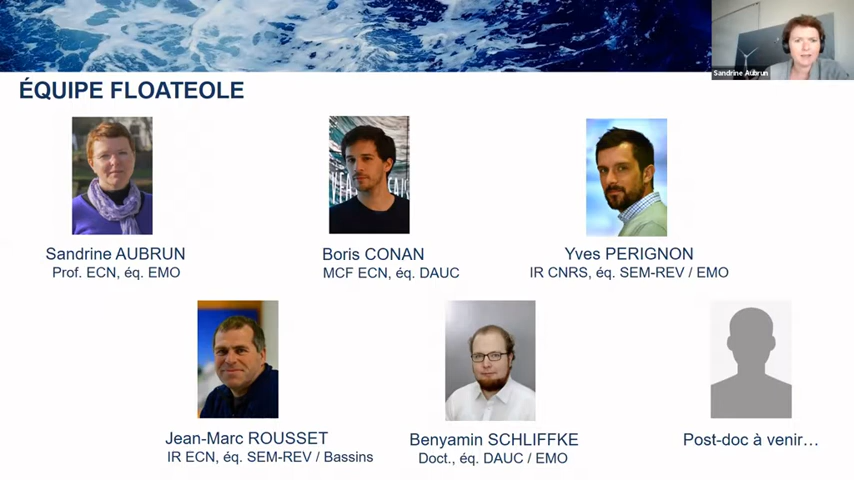 Sandrine Aubrun
ÉQUIPE FLOATEOLE
Sandrine AUBRUN
Prof. ECN, éq. EMO
Boris CONAN
MCF ECN, éq. DAUC
Yves PERIGNON
IR CNRS, éq. SEM-REV / EMO
Jean-Marc ROUSSET
IR ECN, éq. SEM-REV / Bassins
Benyamin SCHLIFFKE
Doct., éq. DAUC / EMO
Post-doc à venir…